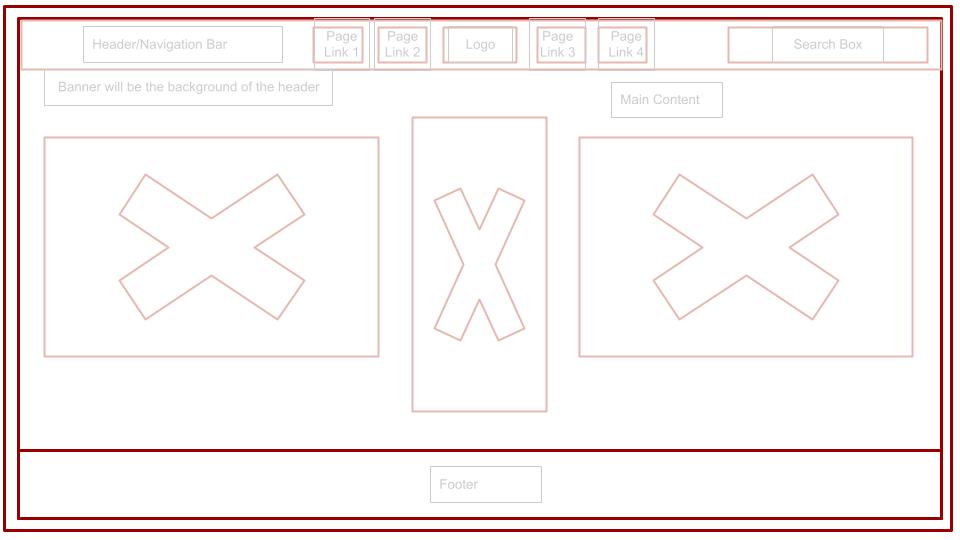 Header/Navigation Bar
Page
Link 1
Page
Link 2
Logo
Page
Link 3
Page
Link 4
Search Box
Banner will be the background of the header
Main Content
Footer